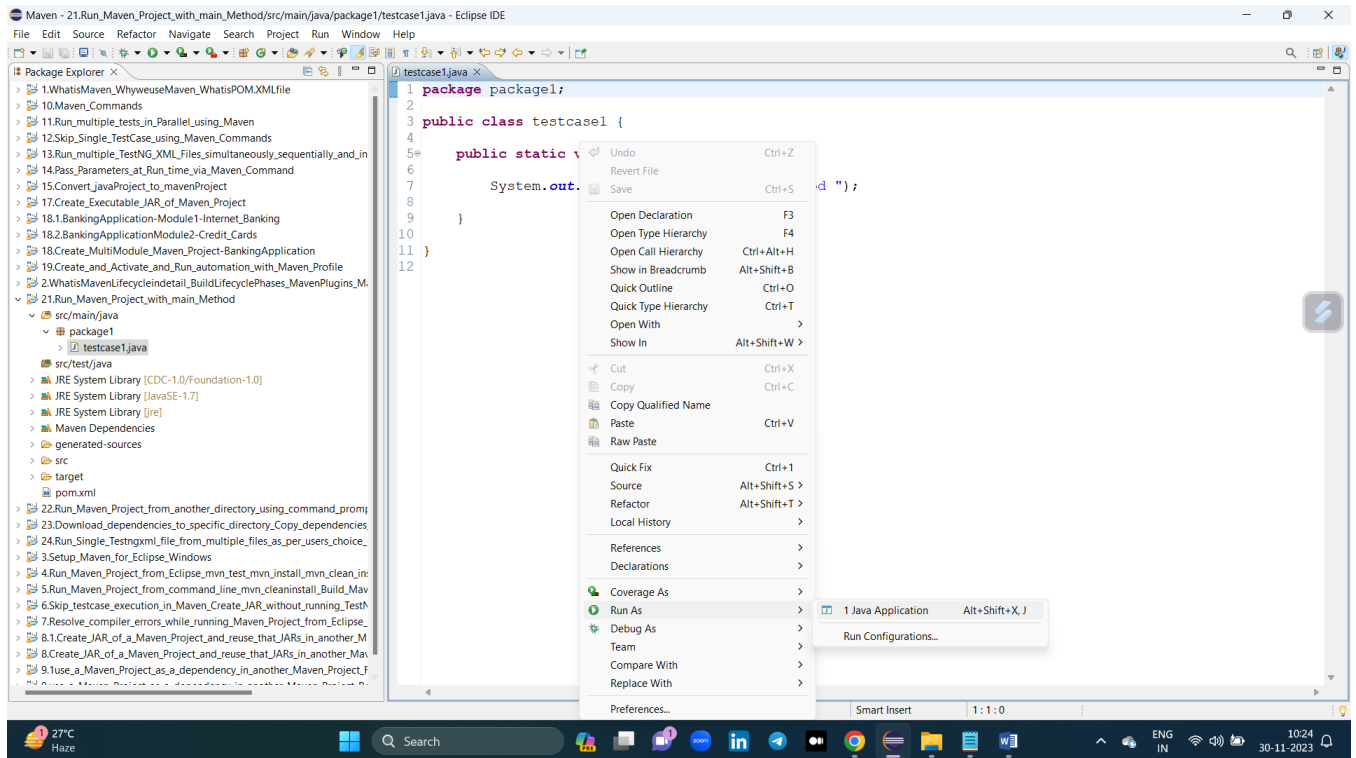 Maven - 21.Run_Maven_Project_with_main_Method/src/main/java/package1/testcase1.java - Eclipse IDE
File Edit Source Refactor Navigate Search Project Run Window Help
Package Explorer
testcase1.java
1.WhatisMaven_WhyweuseMaven_WhatisPOM.XMLfile
10.Maven_Commands
11.Run_multiple_tests_in_Parallel_using_Maven
12.Skip_Single_TestCase_using_Maven_Commands
13.Run_multiple_TestNG_XML_Files_simultaneously_sequentially_and_in
14.Pass_Parameters_at_Run_time_via_Maven_Command
15.Convert_javaProject_to_mavenProject
17.Create_Executable_JAR_of_Maven_Project
18.1.BankingApplication-Module1-Internet_Banking
18.2.BankingApplicationModule2-Credit_Cards
18.Create_MultiModule_Maven_Project-BankingApplication
19.Create_and_Activate_and_Run_automation_with_Maven_Profile
2.WhatisMavenLifecycleindetail_BuildLifecyclePhases_MavenPlugins_M
21.Run_Maven_Project_with_main_Method
src/main/java
package1
testcase1.java
src/test/java
JRE System Library [CDC-1.0/Foundation-1.0]
JRE System Library [JavaSE-1.7]
JRE System Library [jre]
Maven Dependencies
generated-sources
src
target
pom.xml
22.Run_Maven_Project_from_another_directory_using_command_promp
23.Download_dependencies_to_specific_directory_Copy_dependencies
24.Run_Single_Testngxml_file_from_multiple_files_as_per_users_choice_
3.Setup_Maven_for_Eclipse_Windows
4.Run_Maven_Project_from_Eclipse_mvn_test_mvn_install_mvn_clean_in
5.Run_Maven_Project_from_command_line_mvn_cleaninstall_Build_Mav
6.Skip_testcase_execution_in_Maven_Create_JAR_without_running_Test
7.Resolve_compiler_errors_while_running_Maven_Project_from_Eclipse_
8.1.Create_JAR_of_a_Maven_Project_and_reuse_that_JARs_in_another_M
8.Create_JAR_of_a_Maven_Project_and_reuse_that_JARs_in_another_Mav
9.1use_a_Maven_Project_as_a_dependency_in_another_Maven_Project_F
1 package package1;
2
3 public class testcase1 {
4
5 public static v
6
7 System.out. d ");
8
9 }
10
11 }
12
Undo Ctrl+Z
Revert File
Save Ctrl+S
Open Declaration F3
Open Type Hierarchy F4
Open Call Hierarchy Ctrl+Alt+H
Show in Breadcrumb Alt+Shift+B
Quick Outline Ctrl+O
Quick Type Hierarchy Ctrl+T
Open With
Show In Alt+Shift+W
Cut Ctrl+X
Copy Ctrl+C
Copy Qualified Name
Paste Ctrl+V
Raw Paste
Quick Fix Ctrl+1
Source Alt+Shift+S
Refactor Alt+Shift+T
Local History
References
Declarations
Coverage As
Run As
Debug As
Team
Compare With
Replace With
Preferences...
1 Java Application Alt+Shift+X, J
Run Configurations...
Smart Insert 1 : 1 : 0
1
27°C
Haze
Search
PRE
1
zoom
in
W
ENG
IN
10:24
30-11-2023